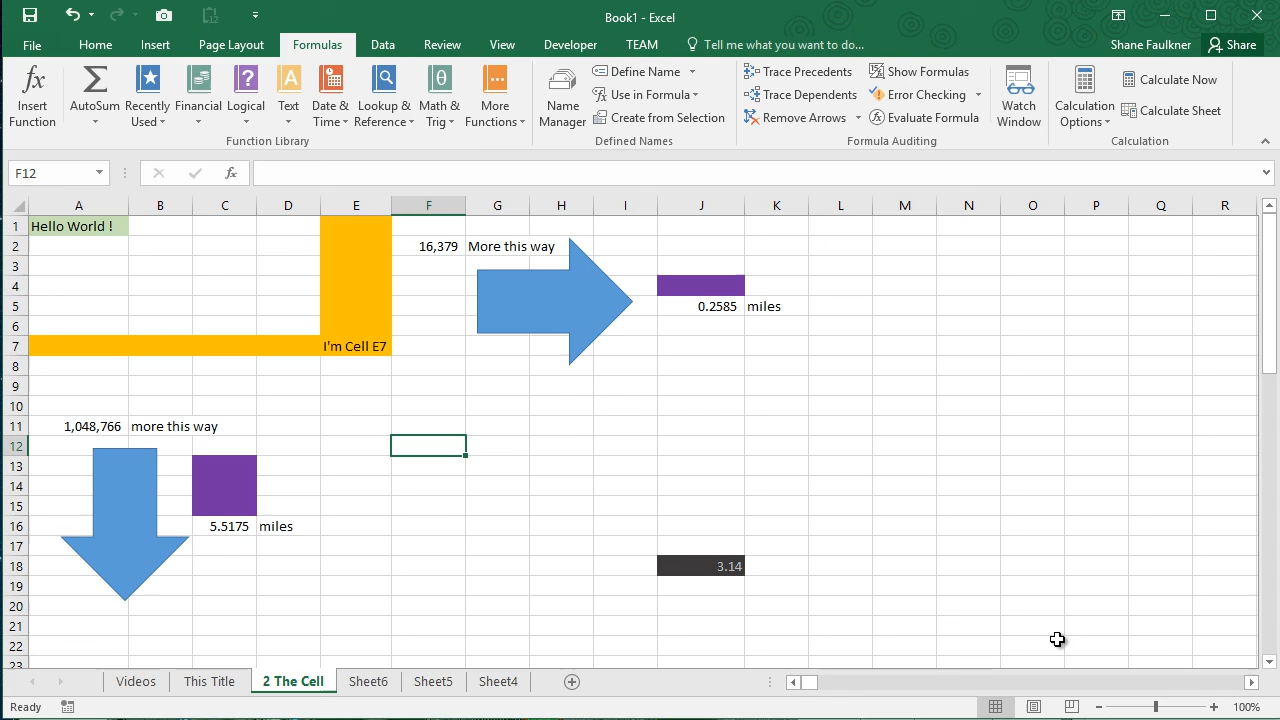 Book1 - Excel
File Home Insert Page Layout Formulas Data Review View Developer TEAM Tell me what you want to do... Shane Faulkner Share
Insert Function
AutoSum
Recently Used
Financial
Logical
Text
Date & Time
Lookup & Reference
Math & Trig
More Functions
Function Library
Name Manager
Define Name
Use in Formula
Create from Selection
Defined Names
Trace Precedents
Trace Dependents
Remove Arrows
Show Formulas
Error Checking
Evaluate Formula
Formula Auditing
Watch Window
Calculation Options
Calculate Now
Calculate Sheet
Calculation
F12 fx
A B C D E F G H I J K L M N O P Q R
1 Hello World !
2 16,379 More this way
3
4
5 0.2585 miles
6
7 I'm Cell E7
8
9
10
11 1,048,766 more this way
12
13
14
15
16 5.5175 miles
17
18 3.14
19
20
21
22
23
Videos This Title 2 The Cell Sheet6 Sheet5 Sheet4
Ready 100%